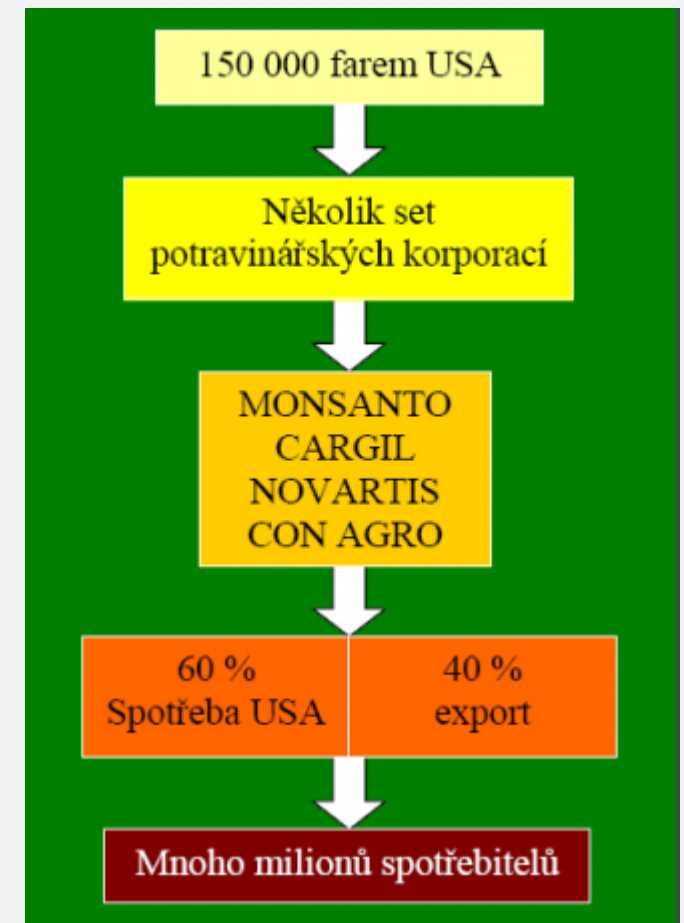 150 000 farem USA
Několik set
potravinářských korporací
MONSANTO
CARGIL
NOVARTIS
CON AGRO
60 %
Spotřeba USA
40 %
export
Mnoho milionů spotřebitelů